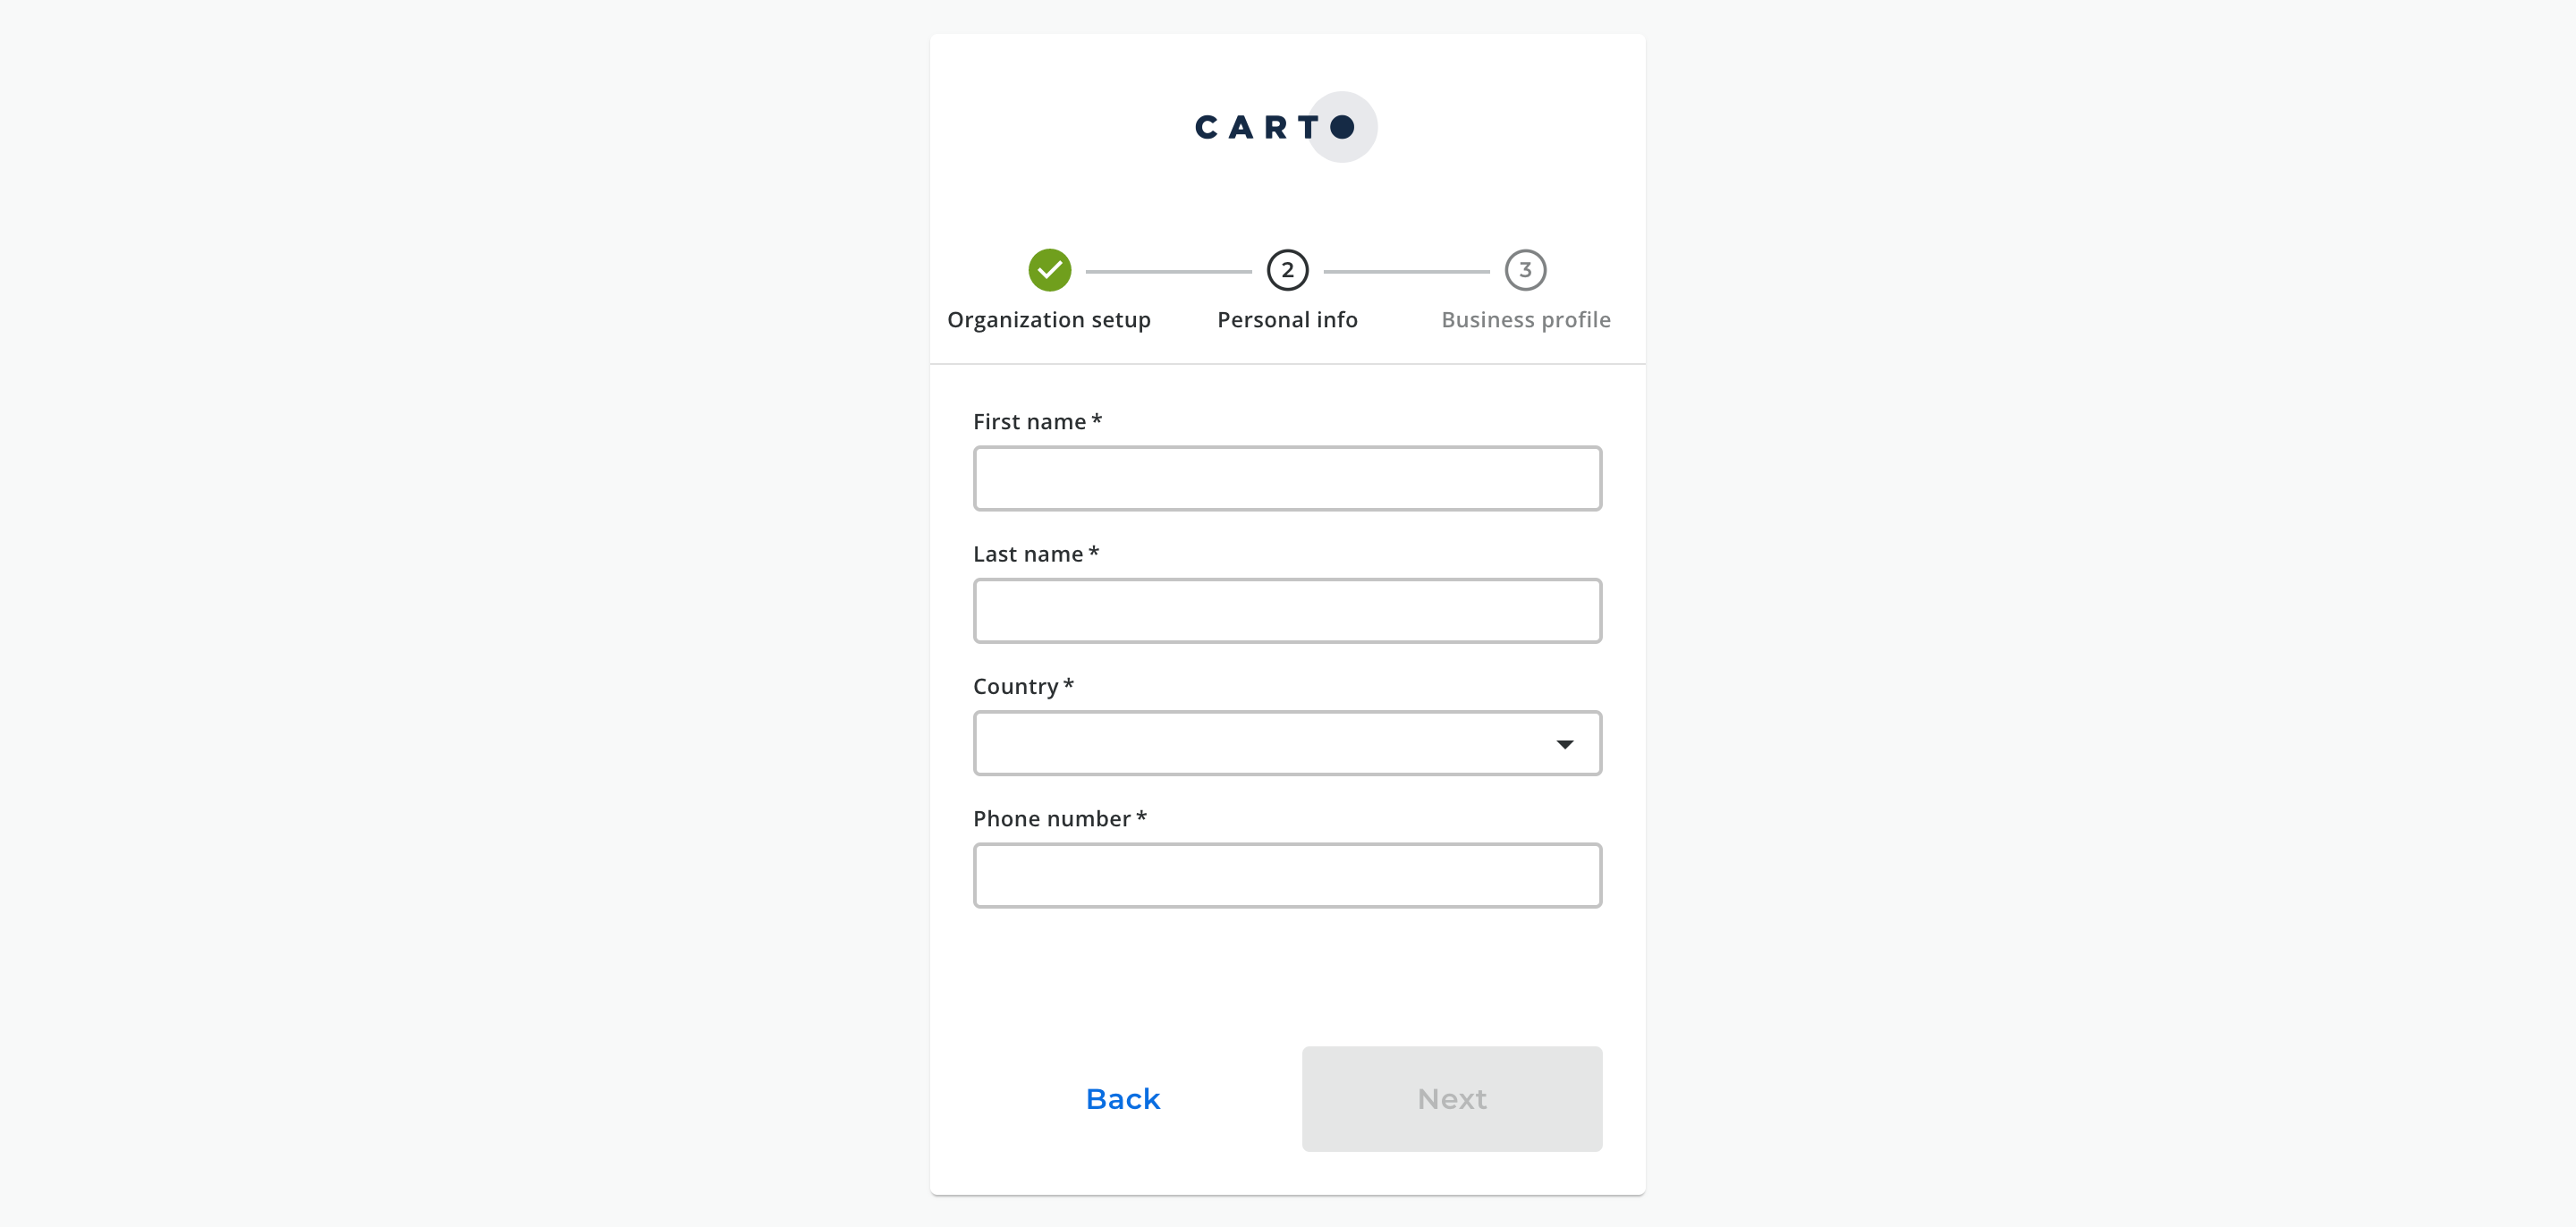 CARTO
2
3
Organization setup
Personal info
Business profile
First name *
Last name *
Country *
Phone number *
Back
Next